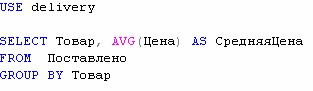 USE delivery
SELECT Товар, AVG(Цена) AS СредняяЦена
FROM Поставлено
GROUP BY Товар